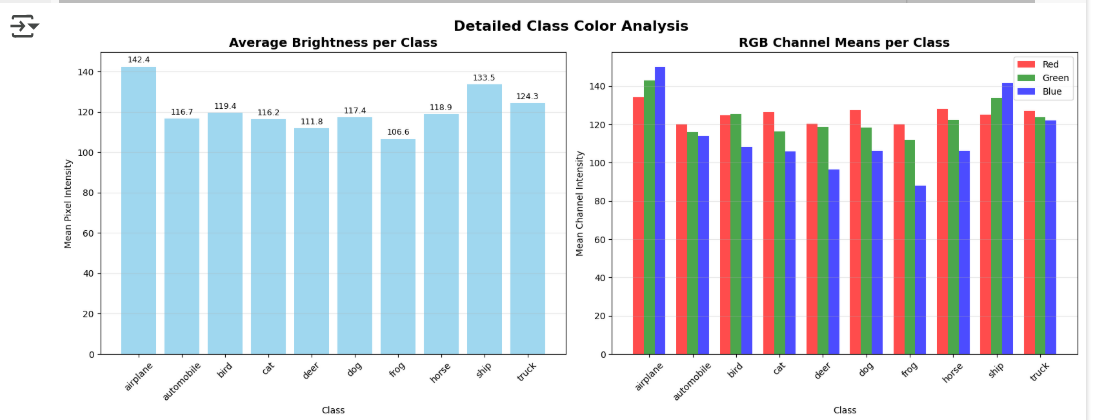 Detailed Class Color Analysis
Average Brightness per Class
142.4
116.7
119.4
116.2
111.8
117.4
106.6
118.9
133.5
124.3
140
120
100
80
60
40
20
0
Mean Pixel Intensity
airplane
automobile
bird
cat
deer
dog
frog
horse
ship
truck
Class
RGB Channel Means per Class
Red
Green
Blue
140
120
100
80
60
40
20
0
Mean Channel Intensity
airplane
automobile
bird
cat
deer
dog
frog
horse
ship
truck
Class